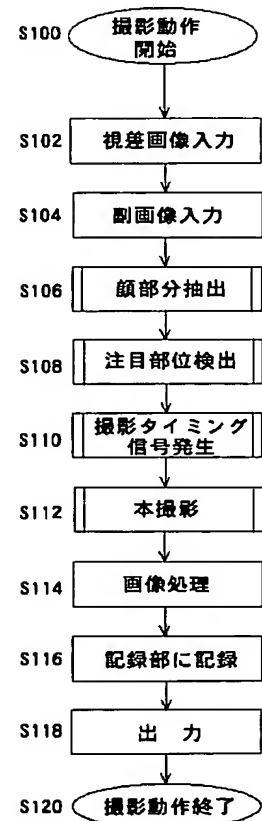 S100 撮影動作
開始
S102 視差画像入力
S104 副画像入力
S106 顔部分抽出
S108 注目部位検出
S110 撮影タイミング
信号発生
S112 本撮影
S114 画像処理
S116 記録部に記録
S118 出 力
S120 撮影動作終了